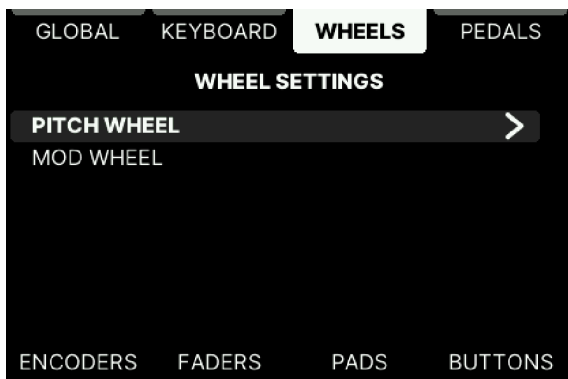 GLOBAL KEYBOARD WHEELS PEDALS
WHEEL SETTINGS
PITCH WHEEL
MOD WHEEL
ENCODERS FADERS PADS BUTTONS